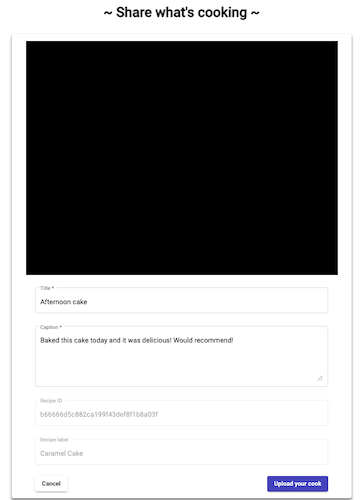 ~ Share what's cooking ~
Title *
Afternoon cake
Caption *
Baked this cake today and it was delicious! Would recommend!
Recipe ID
b66666d5c882ca199f43def8f1b8a03f
Recipe label
Caramel Cake
Cancel
Upload your cook